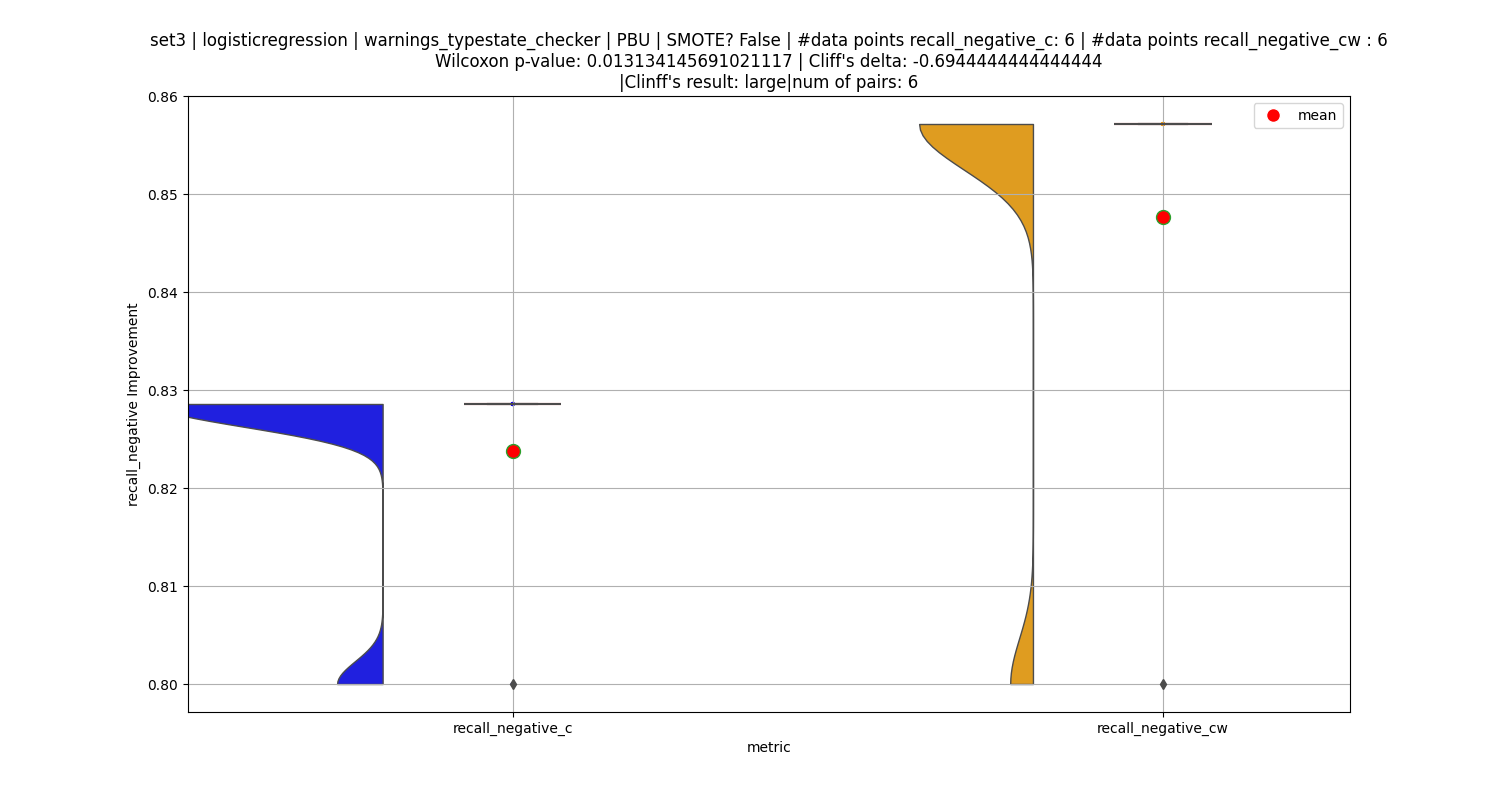 set3 | logisticregression | warnings_typestate_checker | PBU | SMOTE? False | #data points recall_negative_c: 6 | #data points recall_negative_cw : 6
Wilcoxon p-value: 0.013134145691021117 | Cliff's delta: -0.6944444444444444
|Clinff's result: large|num of pairs: 6
mean
0.86
0.85
0.84
0.83
0.82
0.81
0.80
recall_negative Improvement
recall_negative_c
recall_negative_cw
metric